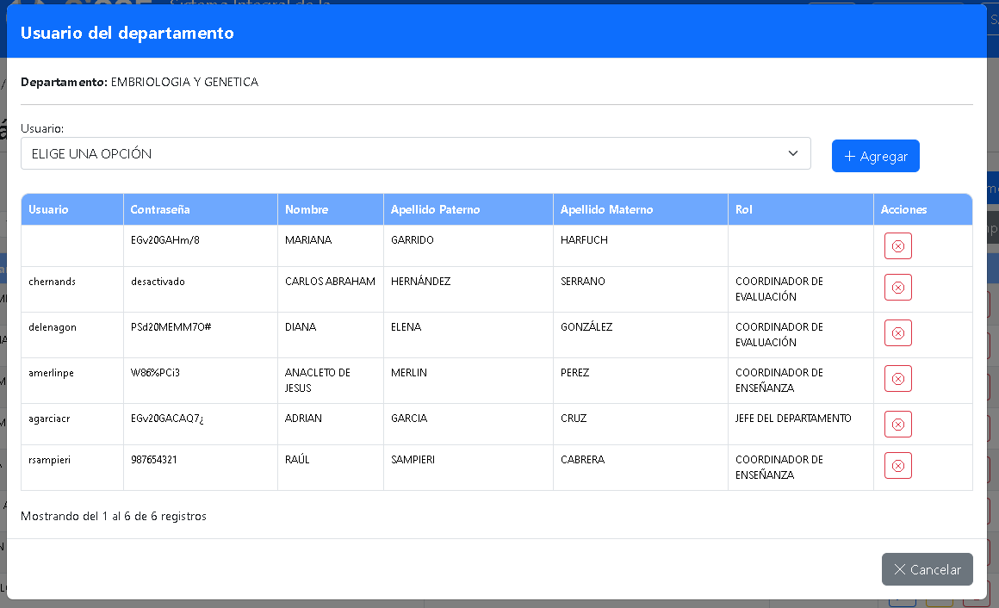 Usuario del departamento
Departamento: EMBRIOLOGIA Y GENETICA
Usuario:
ELIGE UNA OPCIÓN
+ Agregar
Usuario Contraseña Nombre Apellido Paterno Apellido Materno Rol Acciones
EGv20GAHm/8 MARIANA GARRIDO HARFUCH
chernands desactivado CARLOS ABRAHAM HERNÁNDEZ SERRANO COORDINADOR DE
EVALUACIÓN
delenagon PSd20MEMM7O# DIANA ELENA GONZÁLEZ COORDINADOR DE
EVALUACIÓN
amerlinpe W86%PCi3 ANACLETO DE MERLIN PEREZ COORDINADOR DE
JESUS ENSEÑANZA
agarciacr EGv20GACAQ7¿ ADRIAN GARCIA CRUZ JEFE DEL DEPARTAMENTO
rsampieri 987654321 RAÚL SAMPIERI CABRERA COORDINADOR DE
ENSEÑANZA
Mostrando del 1 al 6 de 6 registros
Cancelar